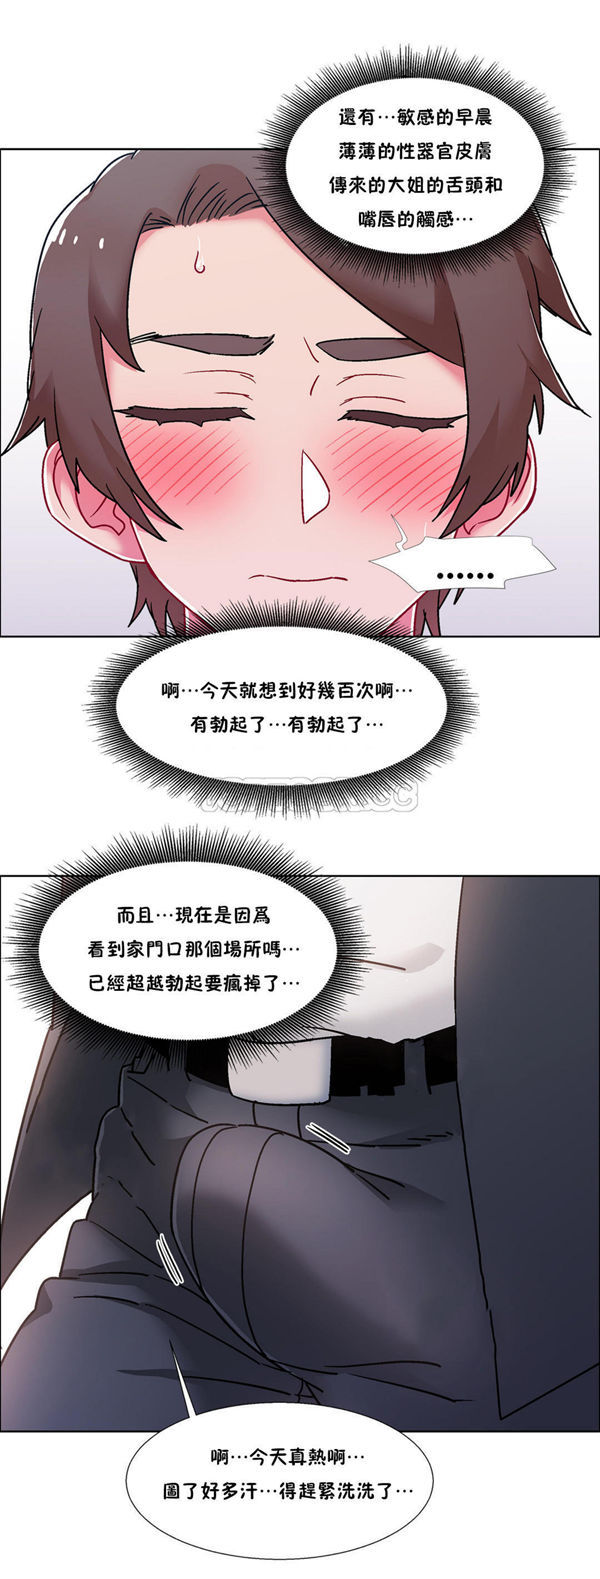 還有⋯敏感的早晨
薄薄的性器官皮膚
傳來的大姐的舌頭和
嘴唇的觸感⋯
⋯⋯
啊⋯今天就想到好幾百次啊⋯
有勃起了⋯有勃起了⋯
而且⋯現在是因爲
看到家門口那個場所嗎⋯
已經超越勃起要瘋掉了⋯
啊⋯今天真熱啊⋯
圖了好多汗⋯得趕緊洗洗了⋯